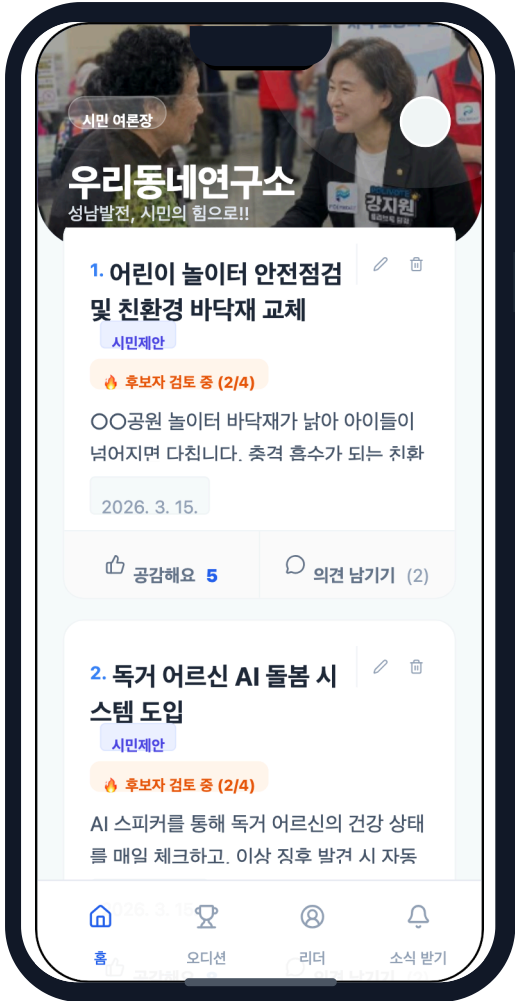 시민 여론장
우리동네연구소
성남발전, 시민의 힘으로!!
강지원
1. 어린이 놀이터 안전점검
및 친환경 바닥재 교체
시민제안
🔥 후보자 검토 중 (2/4)
○○공원 놀이터 바닥재가 낡아 아이들이
넘어지면 다칩니다. 충격 흡수가 되는 친환
2026. 3. 15.
공감해요 5
의견 남기기 (2)
2. 독거 어르신 AI 돌봄 시
스템 도입
시민제안
🔥 후보자 검토 중 (2/4)
AI 스피커를 통해 독거 어르신의 건강 상태
를 매일 체크하고, 이상 징후 발견 시 자동
홈
오디션
리더
소식 받기